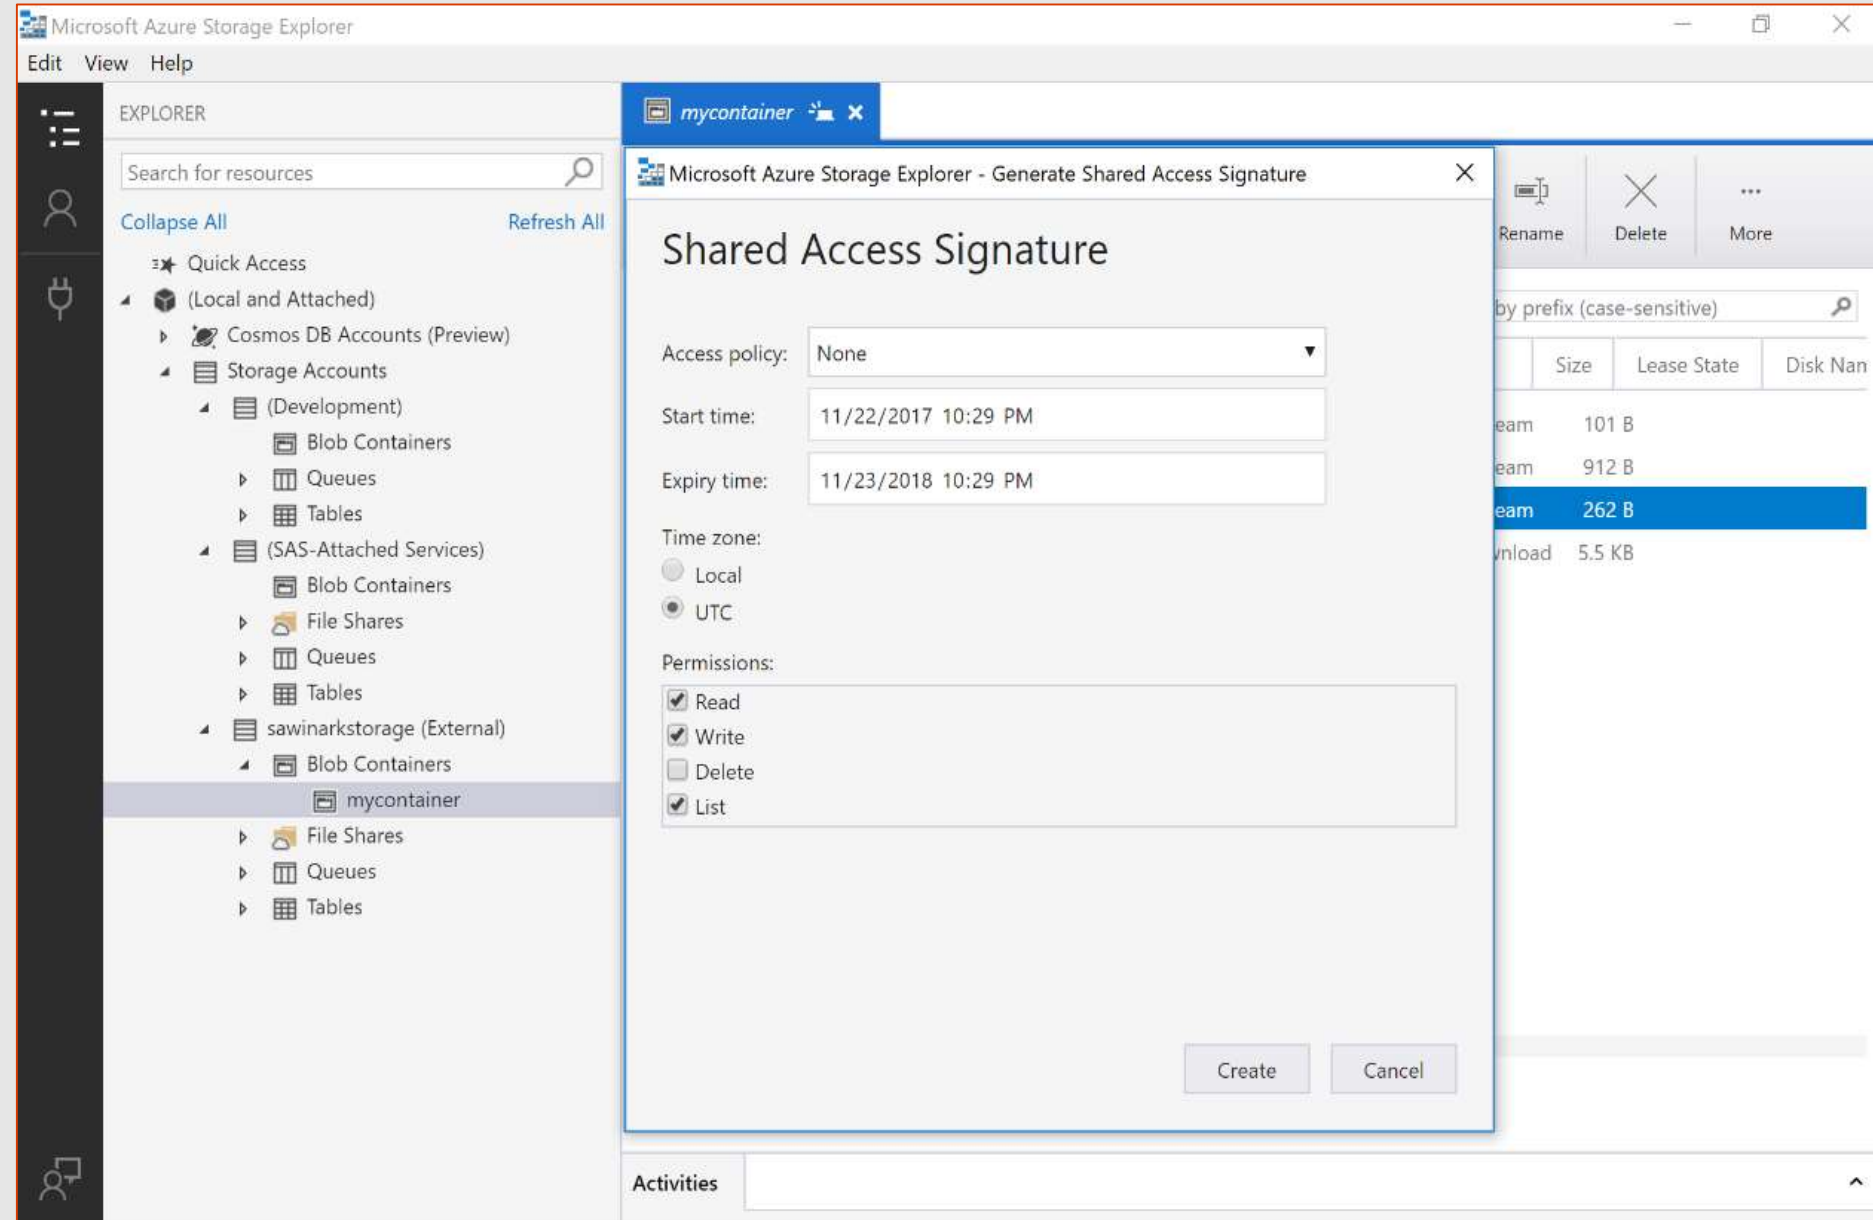 Microsoft Azure Storage Explorer
Edit View Help
EXPLORER
Search for resources
Collapse All Refresh All
Quick Access
(Local and Attached)
Cosmos DB Accounts (Preview)
Storage Accounts
(Development)
Blob Containers
Queues
Tables
(SAS-Attached Services)
Blob Containers
File Shares
Queues
Tables
sawinarkstorage (External)
Blob Containers
mycontainer
File Shares
Queues
Tables
mycontainer
Microsoft Azure Storage Explorer - Generate Shared Access Signature
Shared Access Signature
Access policy: None
Start time: 11/22/2017 10:29 PM
Expiry time: 11/23/2018 10:29 PM
Time zone:
Local
UTC
Permissions:
Read
Write
Delete
List
Create Cancel
Rename Delete More
by prefix (case-sensitive)
Size Lease State Disk Nam
eam 101 B
eam 912 B
eam 262 B
wnload 5.5 KB
Activities